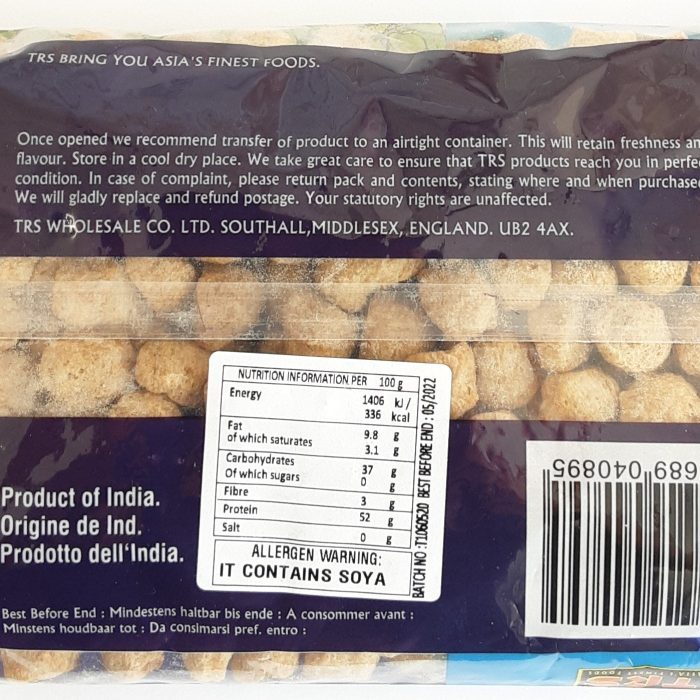 TRS BRING YOU ASIA'S FINEST FOODS.
Once opened we recommend transfer of product to an airtight container. This will retain freshness an
flavour. Store in a cool dry place. We take great care to ensure that TRS products reach you in perfe
condition. In case of complaint, please return pack and contents, stating where and when purchase
We will gladly replace and refund postage. Your statutory rights are unaffected.
TRS WHOLESALE CO. LTD. SOUTHALL, MIDDLESEX, ENGLAND. UB2 4AX.
NUTRITION INFORMATION PER 100 g
Energy 1406 kJ /
336 kcal
Fat 9.8 g
of which saturates 3.1 g
Carbohydrates 37 g
Of which sugars 0 g
Fibre 3 g
Protein 52 g
Salt 0 g
ALLERGEN WARNING:
IT CONTAINS SOYA
BATCH NO :T1060520 BEST BEFORE END : 05/2022
Product of India.
Origine de Ind.
Prodotto dell'India.
689 040895
Best Before End : Mindestens haltbar bis ende : A consommer avant :
Minstens houdbaar tot : Da consimarsi pref. entro :
TRS